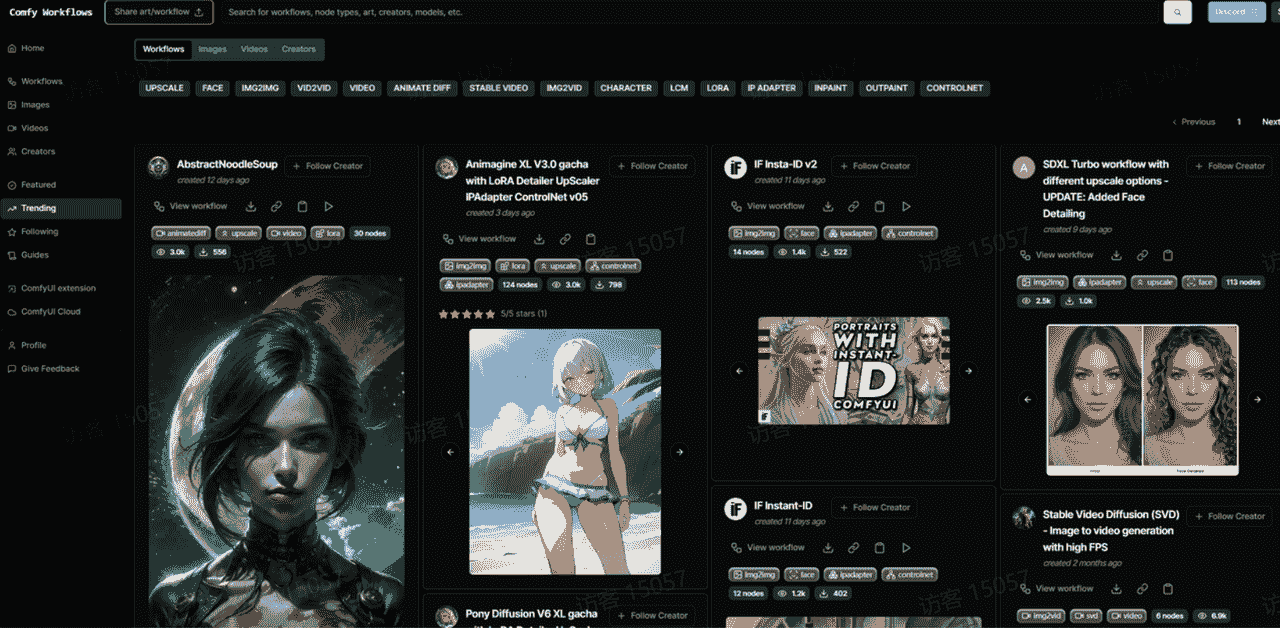 Comfy Workflows
Share art/workflow
Search for workflows, node types, art, creators, models, etc.
Discord
Home
Workflows
Images
Videos
Creators
Featured
Trending
Following
Guides
ComfyUI extension
ComfyUI Cloud
Profile
Give Feedback
Workflows Images Videos Creators
UPSCALE FACE IMG2IMG VID2VID VIDEO ANIMATE DIFF STABLE VIDEO IMG2VID CHARACTER LCM LORA IP ADAPTER INPAINT OUTPAINT CONTROLNET
Previous 1 Next
AbstractNoodleSoup + Follow Creator
created 12 days ago
View workflow
animatediff upscale video lora 30 nodes
3.0k 556
Animagine XL V3.0 gacha + Follow Creator
with LoRA Detailer UpScaler
IPAdapter ControlNet v05
created 3 days ago
View workflow
img2img lora upscale controlnet
ipadapter 124 nodes 3.0k 798
5/5 stars (1)
Pony Diffusion V6 XL gacha + Follow Creator
IF Insta-ID v2 + Follow Creator
created 11 days ago
View workflow
img2img face ipadapter controlnet
14 nodes 1.4k 522
PORTRAITS
WITH
INSTANT-
ID
COMFYUI
IF
IF Instant-ID + Follow Creator
created 11 days ago
View workflow
img2img face ipadapter controlnet
12 nodes 1.2k 402
A
SDXL Turbo workflow with + Follow Creator
different upscale options -
UPDATE: Added Face
Detailing
created 9 days ago
View workflow
img2img ipadapter upscale face 113 nodes
2.5k 1.0k
Stable Video Diffusion (SVD) + Follow Creator
- Image to video generation
with high FPS
created 2 months ago
View workflow
img2vid svd video 6 nodes 6.9k
访客 15057